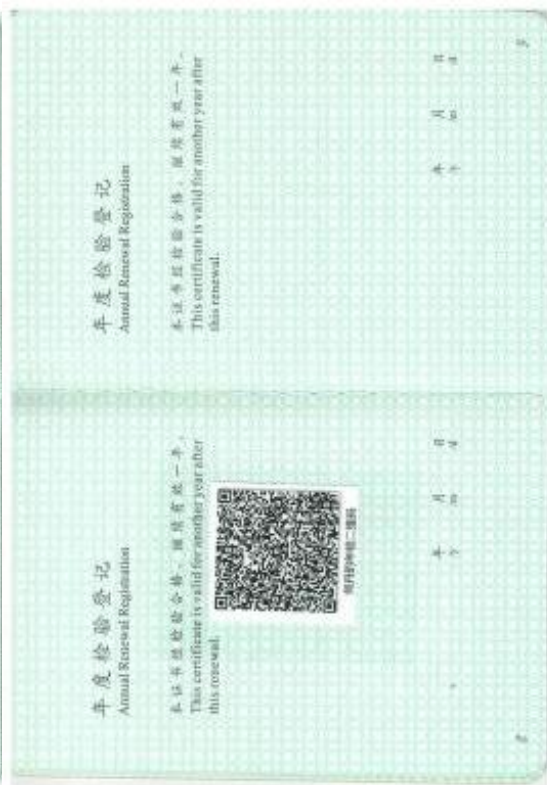 年度检验登记
Annual Renewal Registration
本证书经检验合格，继续有效一年。
This certificate is valid for another year after
this renewal.
年 月 日
年度检验登记
Annual Renewal Registration
本证书经检验合格，继续有效一年。
This certificate is valid for another year after
this renewal.
年 月 日